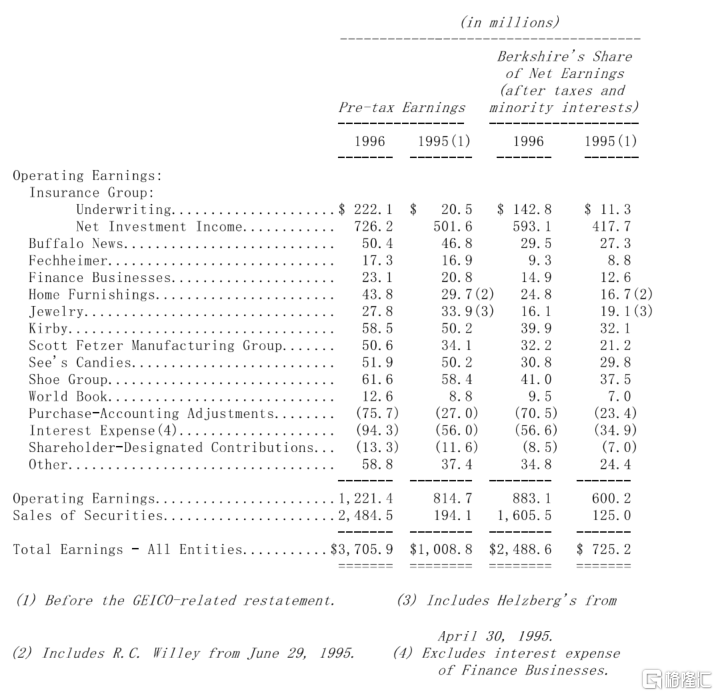 (in millions)
Berkshire's Share
of Net Earnings
(after taxes and
Pre-tax Earnings minority interests)
1996 1995(1) 1996 1995(1)
Operating Earnings:
Insurance Group:
Underwriting.....................$ 222.1 $ 20.5 $ 142.8 $ 11.3
Net Investment Income............ 726.2 501.6 593.1 417.7
Buffalo News........................... 50.4 46.8 29.5 27.3
Fechheimer............................. 17.3 16.9 9.3 8.8
Finance Businesses..................... 23.1 20.8 14.9 12.6
Home Furnishings....................... 43.8 29.7(2) 24.8 16.7(2)
Jewelry................................ 27.8 33.9(3) 16.1 19.1(3)
Kirby.................................. 58.5 50.2 39.9 32.1
Scott Fetzer Manufacturing Group....... 50.6 34.1 32.2 21.2
See's Candies.......................... 51.9 50.2 30.8 29.8
Shoe Group............................. 61.6 58.4 41.0 37.5
World Book............................. 12.6 8.8 9.5 7.0
Purchase-Accounting Adjustments........ (75.7) (27.0) (70.5) (23.4)
Interest Expense(4).................... (94.3) (56.0) (56.6) (34.9)
Shareholder-Designated Contributions... (13.3) (11.6) (8.5) (7.0)
Other.................................. 58.8 37.4 34.8 24.4
Operating Earnings.......................1,221.4 814.7 883.1 600.2
Sales of Securities......................2,484.5 194.1 1,605.5 125.0
Total Earnings - All Entities...........$3,705.9 $1,008.8 $2,488.6 $ 725.2
(1) Before the GEICO-related restatement. (3) Includes Helzberg's from
April 30, 1995.
(2) Includes R.C. Willey from June 29, 1995. (4) Excludes interest expense
of Finance Businesses.
格隆汇